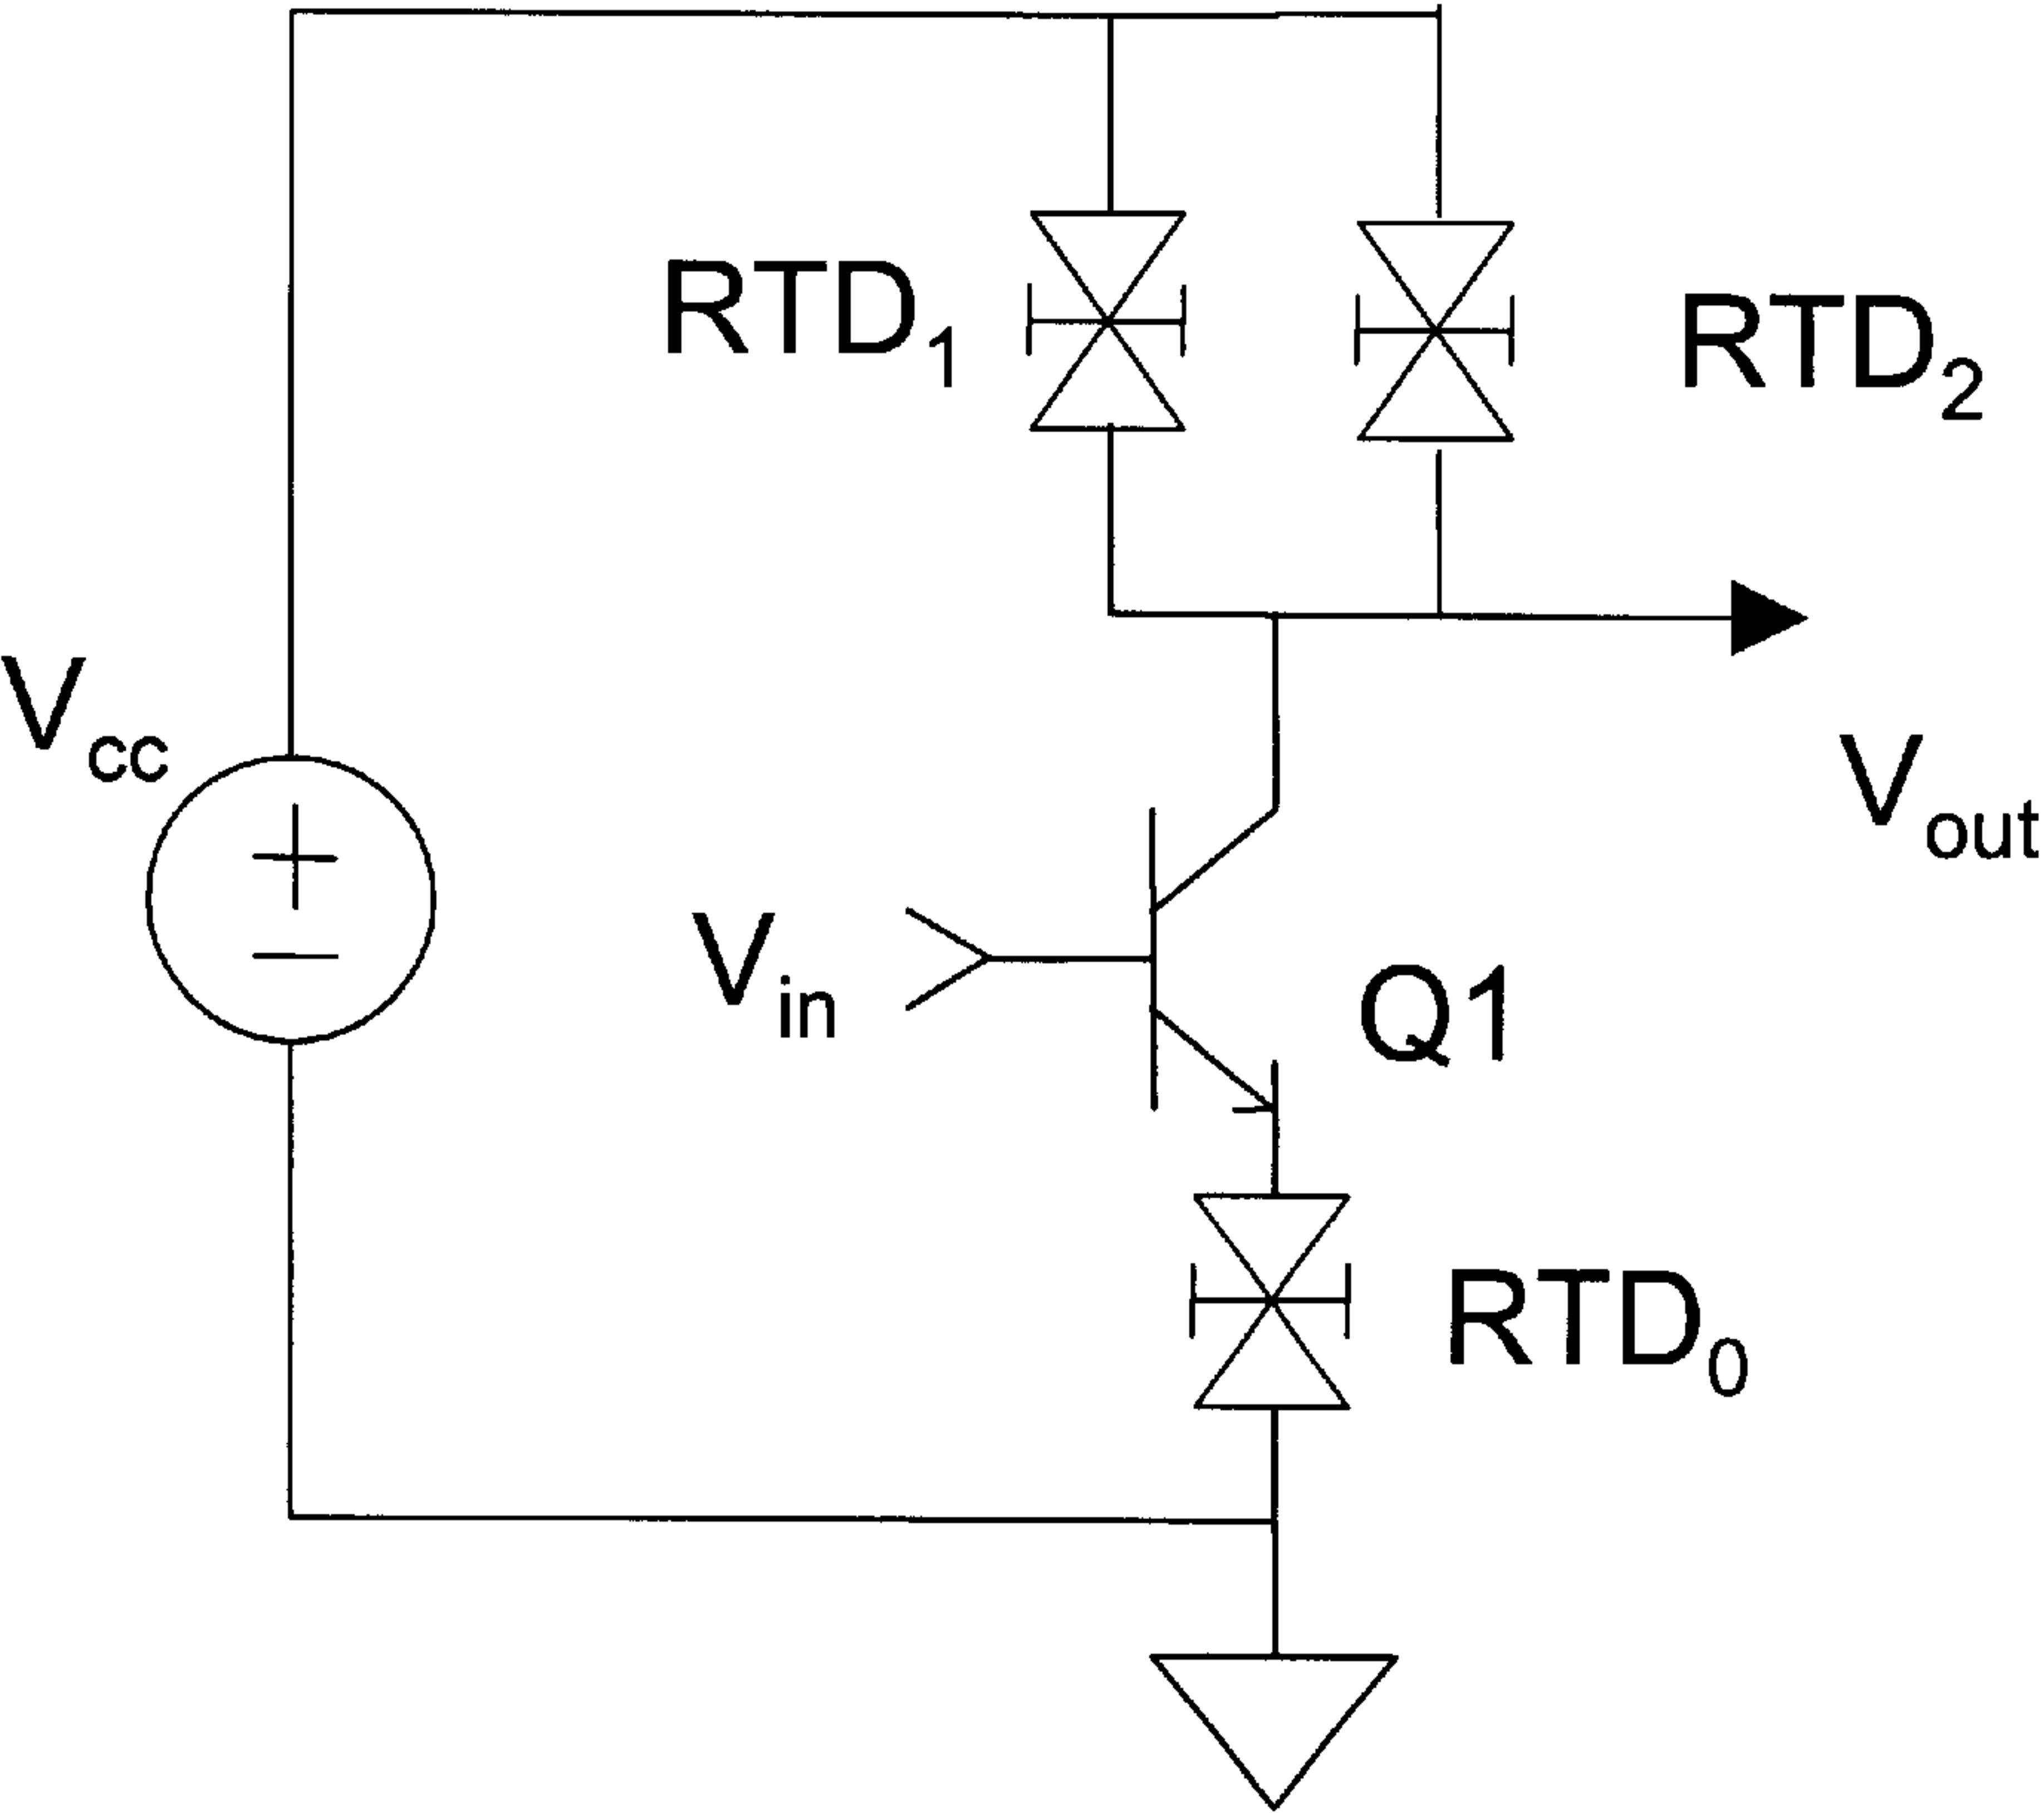 RTD1
RTD2
Vcc
+
−
Vin
Vout
Q1
RTD0